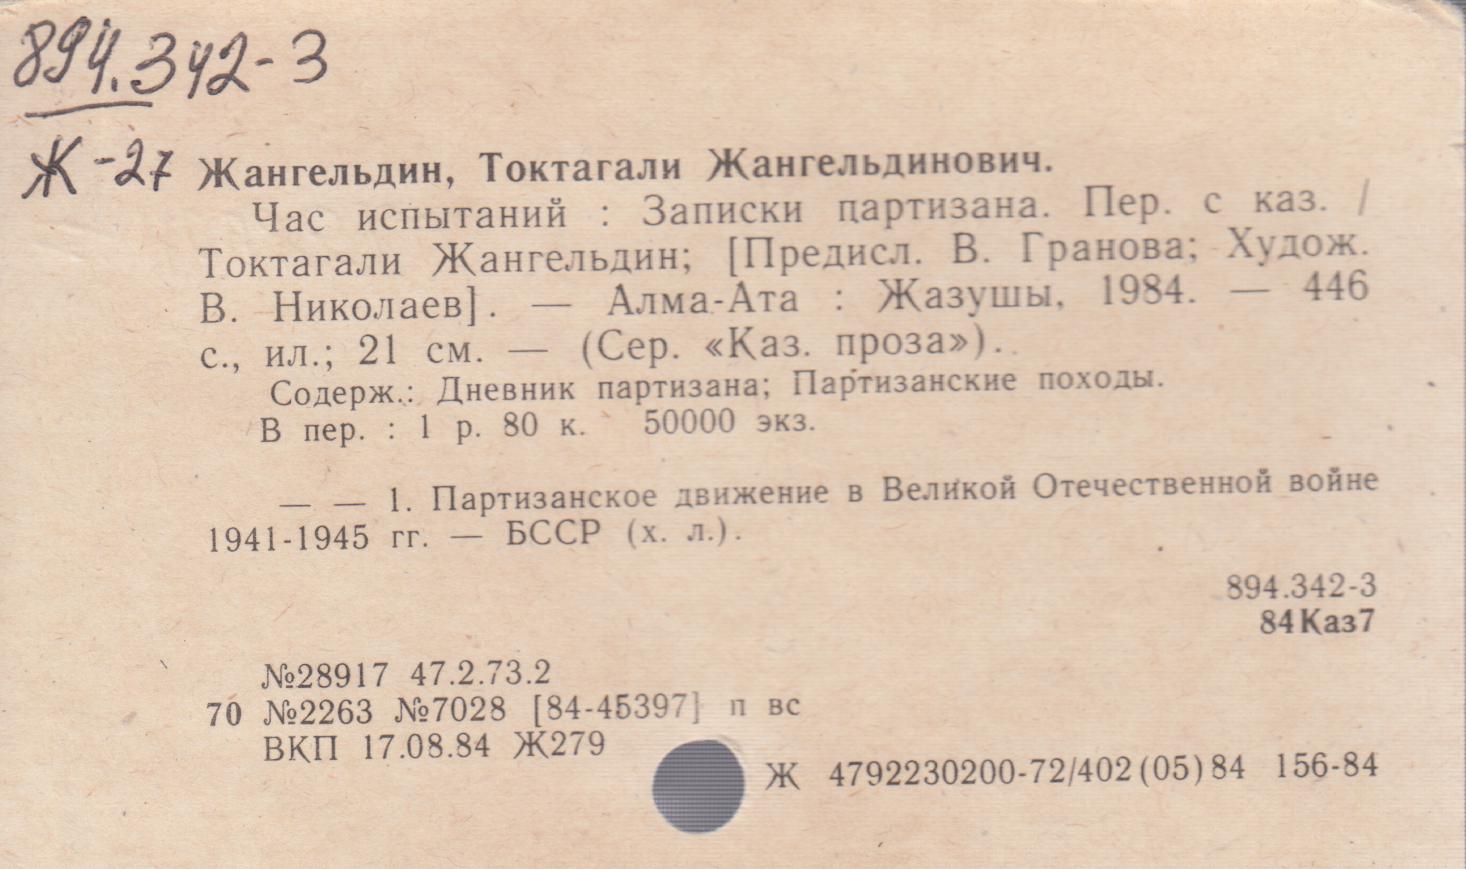 894.342-3
Ж-27
Жангельдин, Токтагали Жангельдинович.
Час испытаний : Записки партизана. Пер. с каз. /
Токтагали Жангельдин; [Предисл. В. Гранова; Худож.
В. Николаев]. — Алма-Ата : Жазушы, 1984. — 446
с., ил.; 21 см. — (Сер. «Каз. проза»).
Содерж.: Дневник партизана; Партизанские походы.
В пер. : 1 р. 80 к. 50000 экз.
— — 1. Партизанское движение в Великой Отечественной войне
1941-1945 гг. — БССР (х. л.).
894.342-3
84Каз7
№28917 47.2.73.2
70 №2263 №7028 [84-45397] п вс
ВКП 17.08.84 Ж279
Ж 4792230200-72/402(05)84 156-84